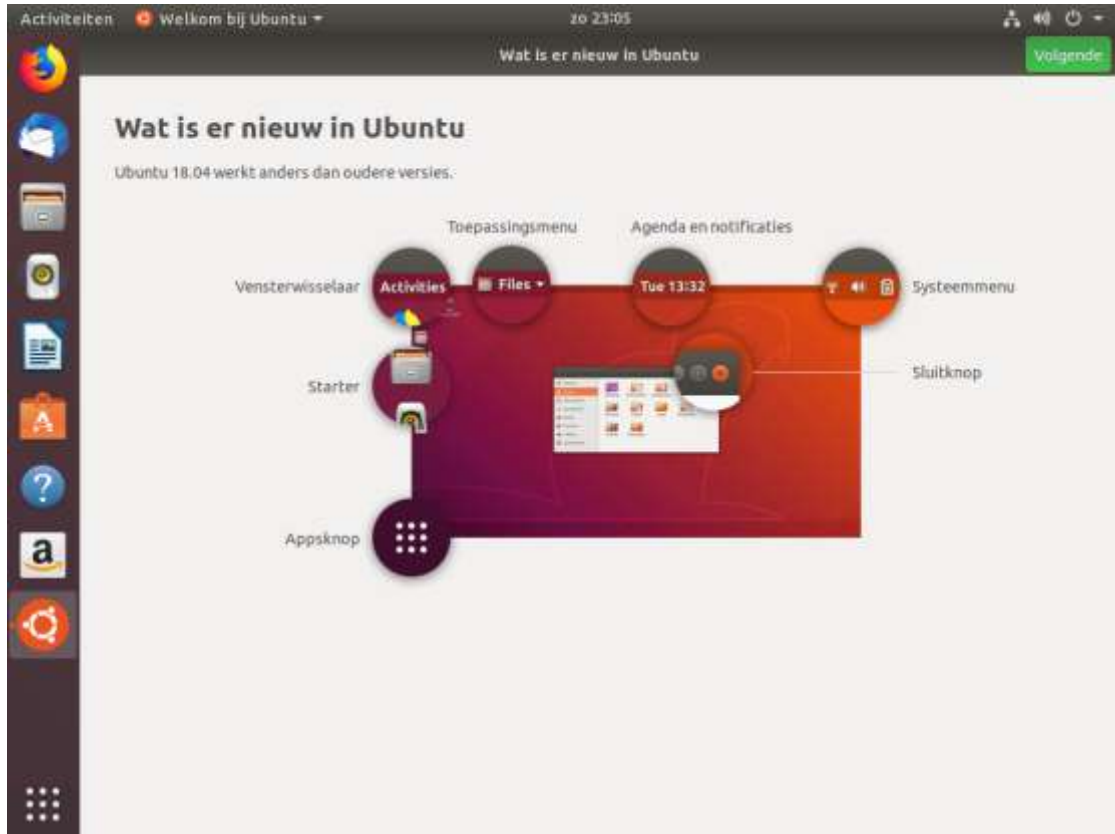 Activiteiten Welkom bij Ubuntu zo 23:05
Wat is er nieuw in Ubuntu Volgende
Wat is er nieuw in Ubuntu
Ubuntu 18.04 werkt anders dan oudere versies.
Toepassingsmenu Agenda en notificaties
Vensterwisselaar Activities Files Tue 13:32 Systeemmenu
Starter Sluitknop
Appsknop